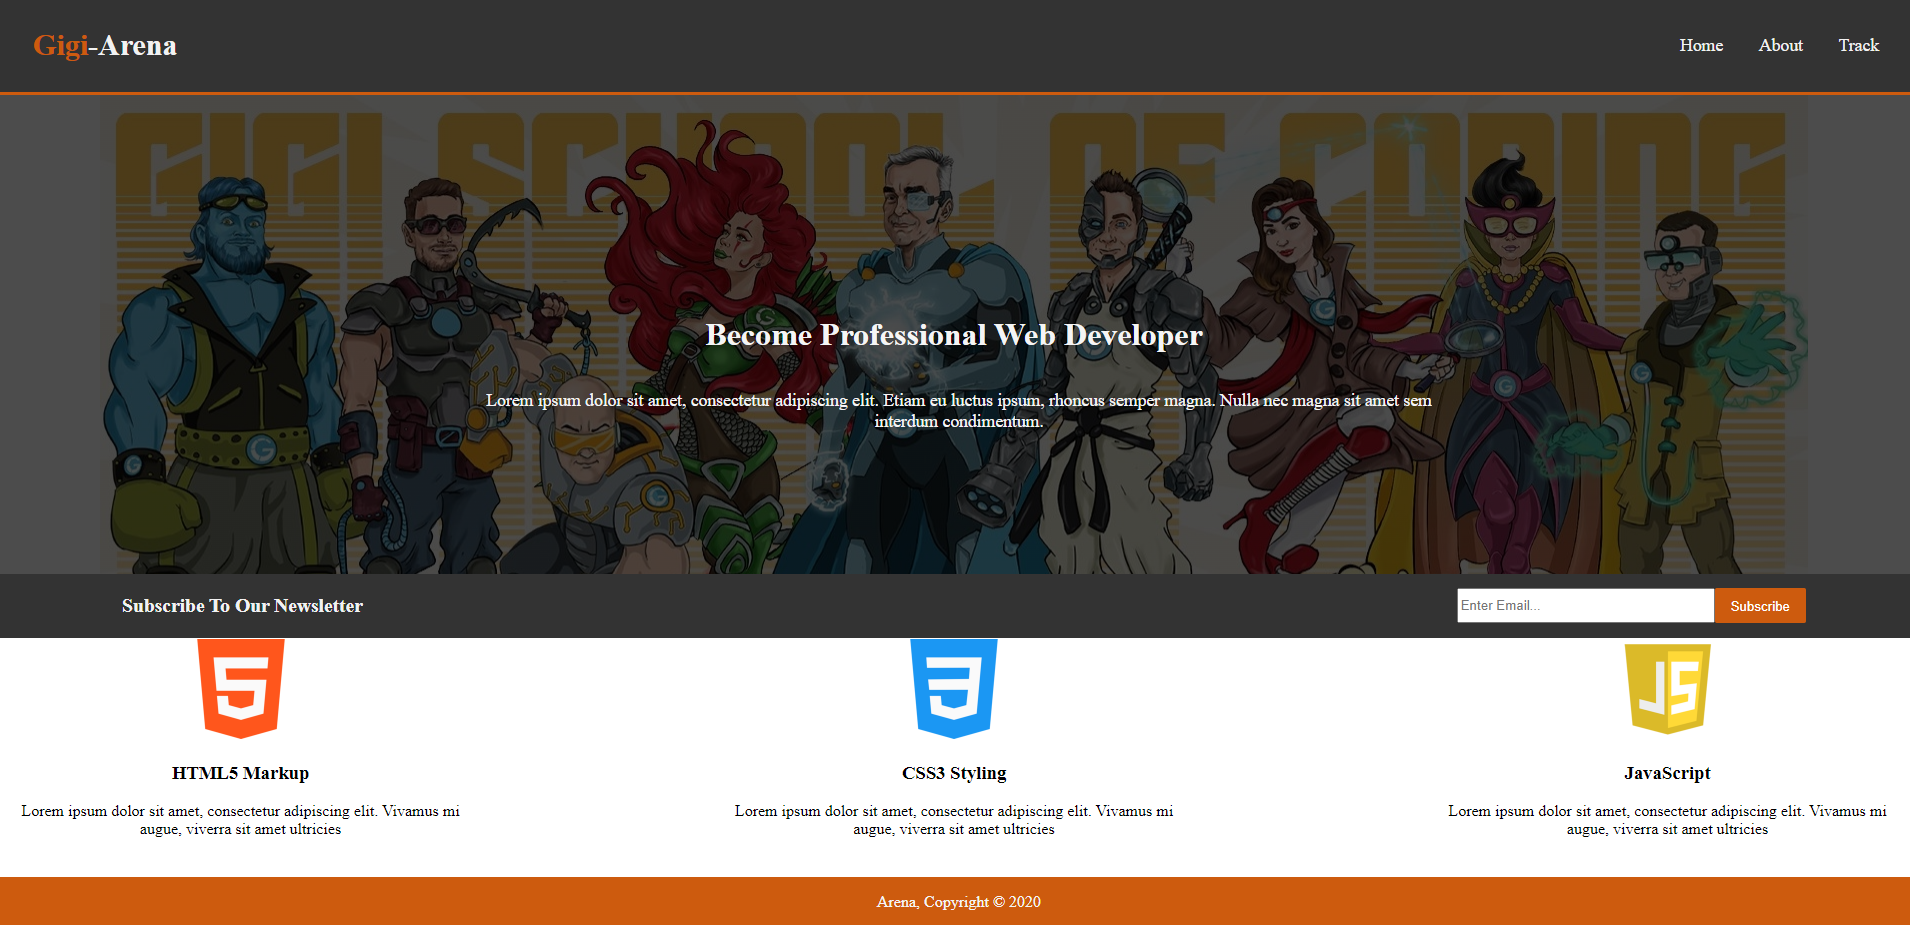 Gigi-Arena
Home About Track
GIGI SCHOOL OF CODING
Become Professional Web Developer
Lorem ipsum dolor sit amet, consectetur adipiscing elit. Etiam eu luctus ipsum, rhoncus semper magna. Nulla nec magna sit amet sem
interdum condimentum.
Subscribe To Our Newsletter
Enter Email...
Subscribe
HTML5 Markup
Lorem ipsum dolor sit amet, consectetur adipiscing elit. Vivamus mi
augue, viverra sit amet ultricies
CSS3 Styling
Lorem ipsum dolor sit amet, consectetur adipiscing elit. Vivamus mi
augue, viverra sit amet ultricies
JS
JavaScript
Lorem ipsum dolor sit amet, consectetur adipiscing elit. Vivamus mi
augue, viverra sit amet ultricies
Arena, Copyright © 2020